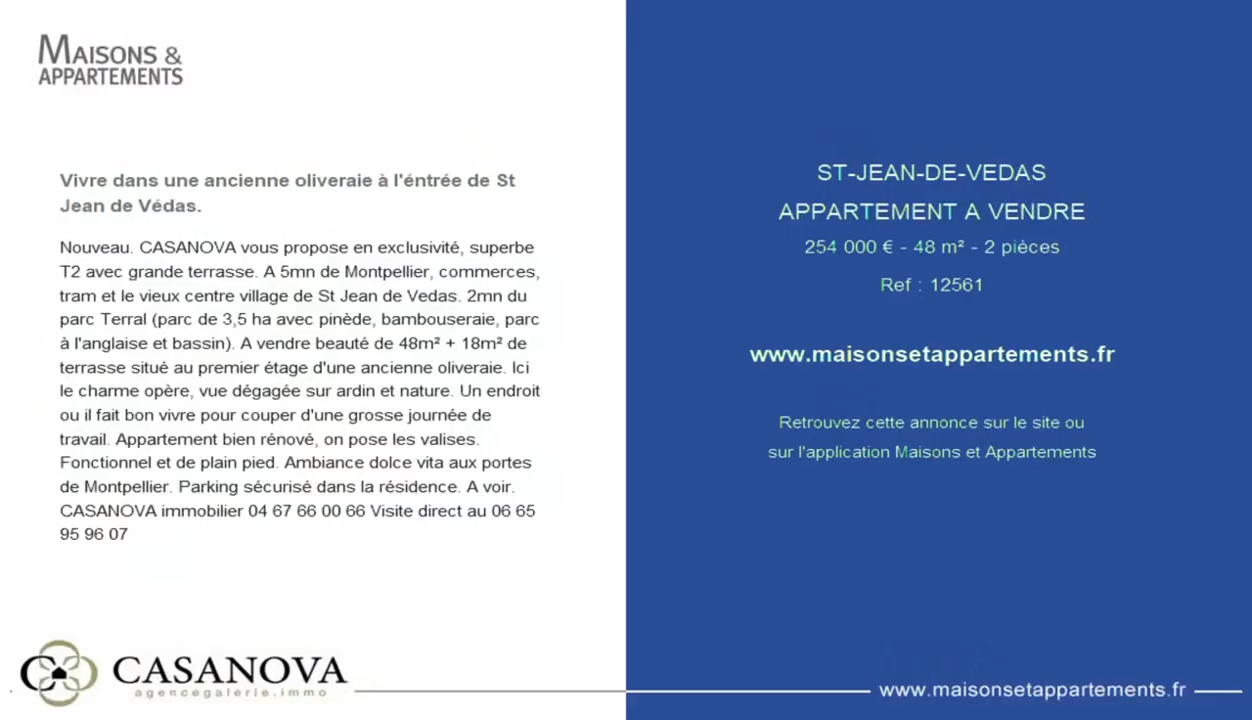 MAISONS &
APPARTEMENTS
Vivre dans une ancienne oliveraie à l'éntrée de St
Jean de Védas.
Nouveau. CASANOVA vous propose en exclusivité, superbe
T2 avec grande terrasse. A 5mn de Montpellier, commerces,
tram et le vieux centre village de St Jean de Vedas. 2mn du
parc Terral (parc de 3,5 ha avec pinède, bambouseraie, parc
à l'anglaise et bassin). A vendre beauté de 48m² + 18m² de
terrasse situé au premier étage d'une ancienne oliveraie. Ici
le charme opère, vue dégagée sur ardin et nature. Un endroit
ou il fait bon vivre pour couper d'une grosse journée de
travail. Appartement bien rénové, on pose les valises.
Fonctionnel et de plain pied. Ambiance dolce vita aux portes
de Montpellier. Parking sécurisé dans la résidence. A voir.
CASANOVA immobilier 04 67 66 00 66 Visite direct au 06 65
95 96 07
CASANOVA
agencegalerie.immo
ST-JEAN-DE-VEDAS
APPARTEMENT A VENDRE
254 000 € - 48 m² - 2 pièces
Ref : 12561
www.maisonsetappartements.fr
Retrouvez cette annonce sur le site ou
sur l'application Maisons et Appartements
www.maisonsetappartements.fr